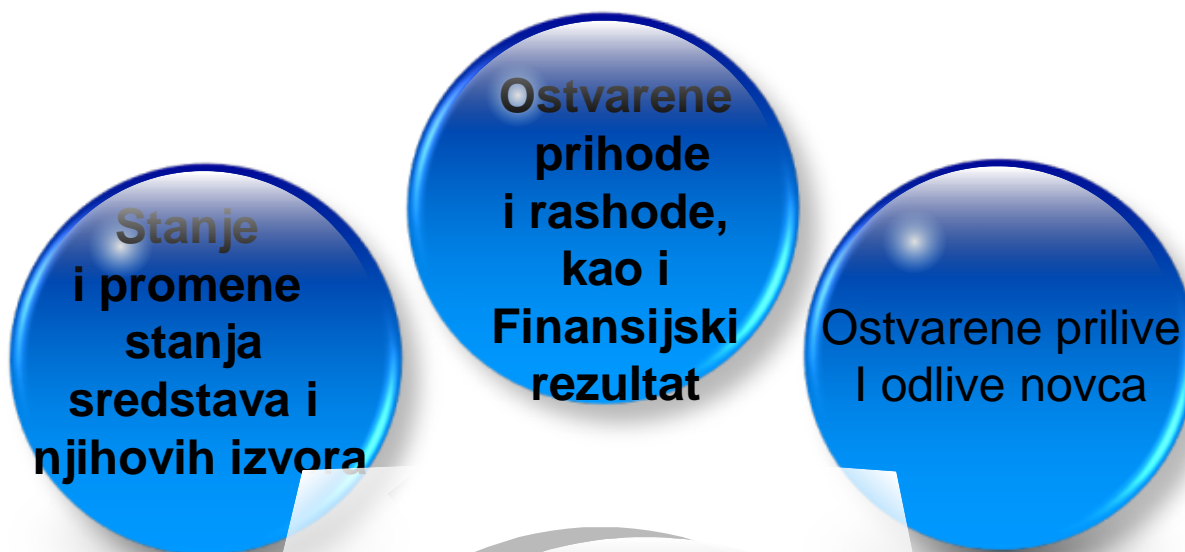 Stanje
i promene
stanja
sredstava i
njihovih izvora
Ostvarene
prihode
i rashode,
kao i
Finansijski
rezultat
Ostvarene prilive
I odlive novca